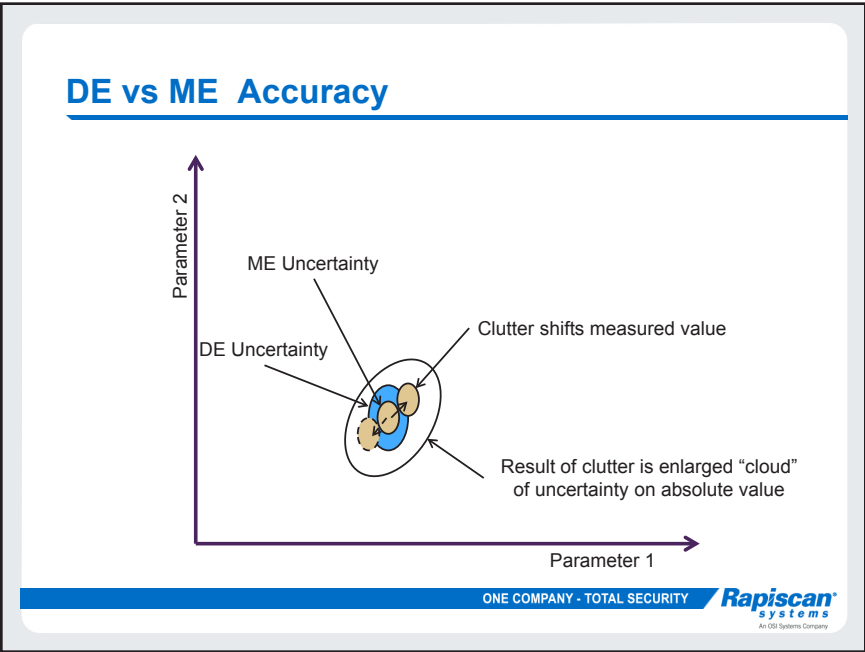 DE vs ME Accuracy
Parameter 2
ME Uncertainty
Clutter shifts measured value
DE Uncertainty
Result of clutter is enlarged “cloud”
of uncertainty on absolute value
Parameter 1
ONE COMPANY - TOTAL SECURITY
Rapiscan®
systems
An OSI Systems Company